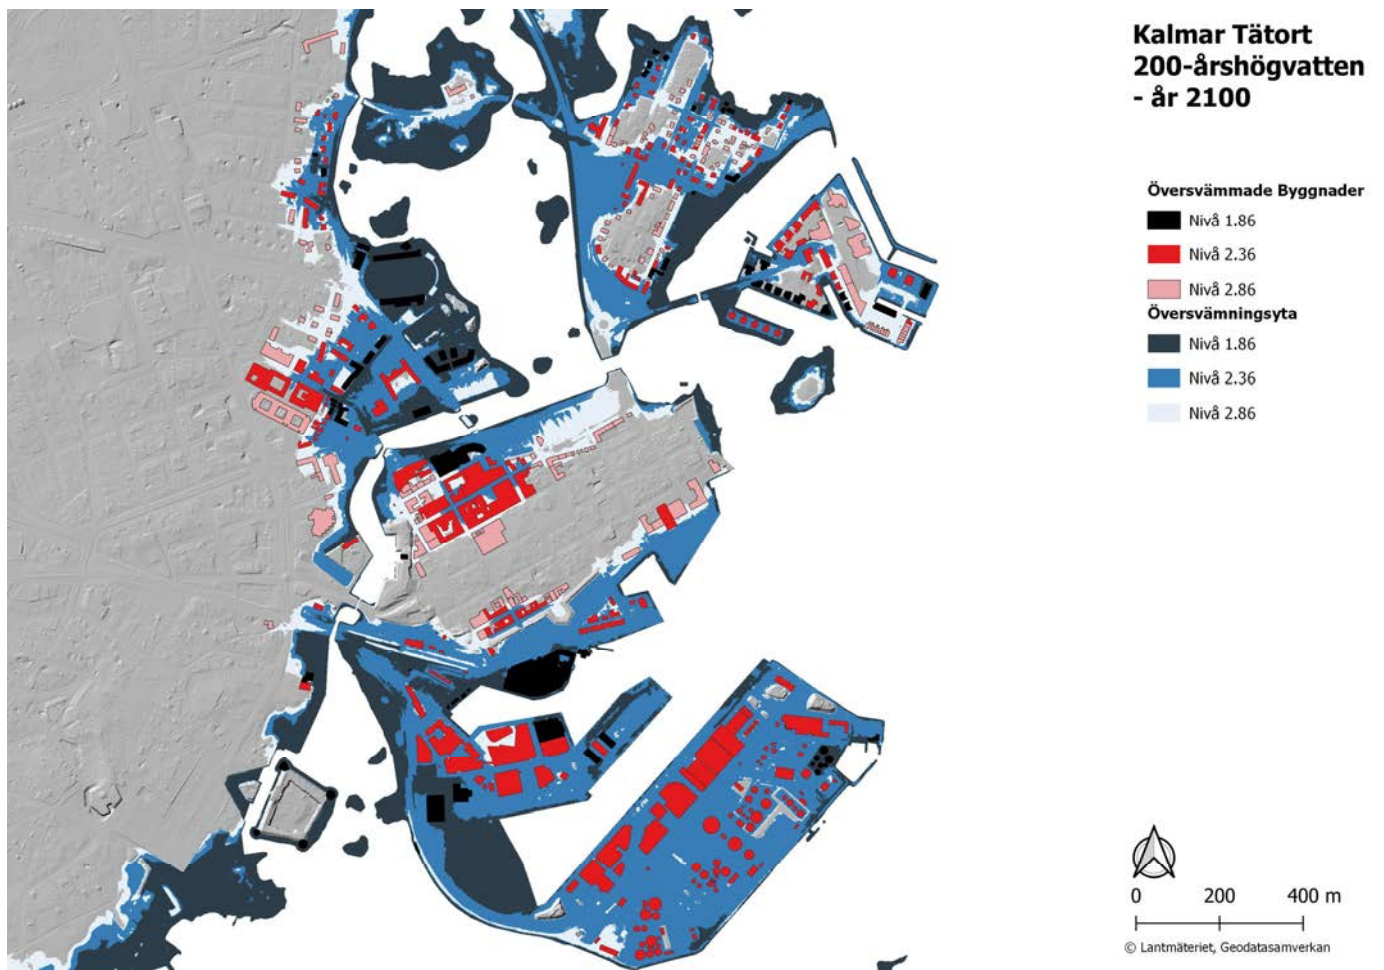 Kalmar Tätort
200-årshögvatten
- år 2100
Översvämmade Byggnader
Nivå 1.86
Nivå 2.36
Nivå 2.86
Översvämningsyta
Nivå 1.86
Nivå 2.36
Nivå 2.86
0 200 400 m
© Lantmäteriet, Geodatasamverkan